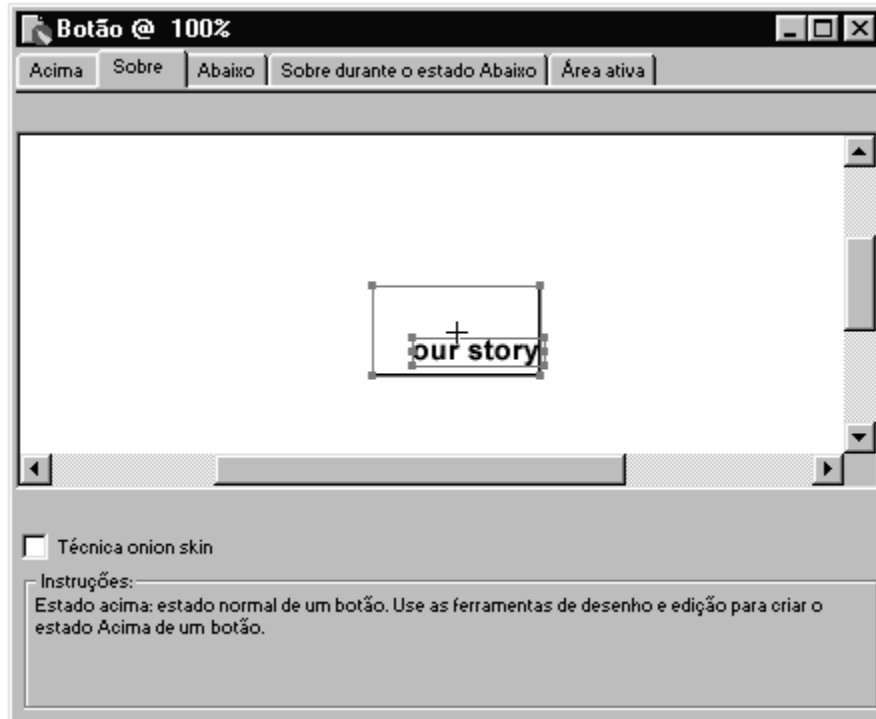 Botão @ 100%
Acima Sobre Abaixo Sobre durante o estado Abaixo Área ativa
our story
Técnica onion skin
Instruções:
Estado acima: estado normal de um botão. Use as ferramentas de desenho e edição para criar o
estado Acima de um botão.